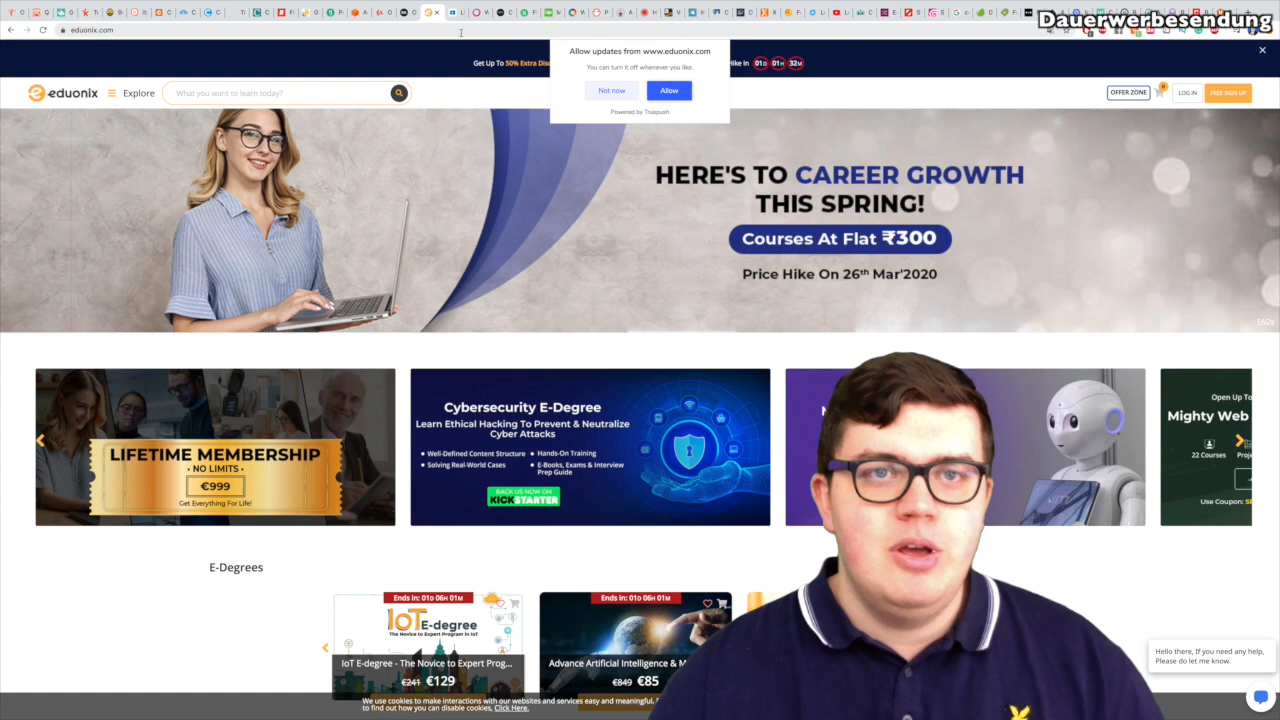 Dauerwerbesendung
eduonix.com
Allow updates from www.eduonix.com
You can turn it off whenever you like.
Not now
Allow
Powered by Truepush
Get Up To 50% Extra
Hike In 01D 01H 32M
eduonix
Explore
What you want to learn today?
OFFER ZONE
0
LOG IN
FREE SIGN UP
HERE'S TO CAREER GROWTH
THIS SPRING!
Courses At Flat ₹300
Price Hike On 26th Mar'2020
FAQs
LIFETIME MEMBERSHIP
• NO LIMITS •
€999
Get Everything For Life!
Cybersecurity E-Degree
Learn Ethical Hacking To Prevent & Neutralize
Cyber Attacks
• Well-Defined Content Structure
• Hands-On Training
• Solving Real-World Cases
• E-Books, Exams & Interview
Prep Guide
BACK US NOW ON
KICKSTARTER
Open Up To
Mighty Web
22 Courses
Use Coupon:
E-Degrees
Ends in: 01D 06H 01M
IoT E-degree
The Novice to Expert Program in IoT
IoT E-degree - The Novice to Expert Prog...
€241 €129
Ends in: 01D 06H 01M
Advance Artificial Intelligence & M
€849 €85
Hello there, If you need any help,
Please do let me know.
We use cookies to make interactions with our websites and services easy and meaningful.
to find out how you can disable cookies, Click Here.